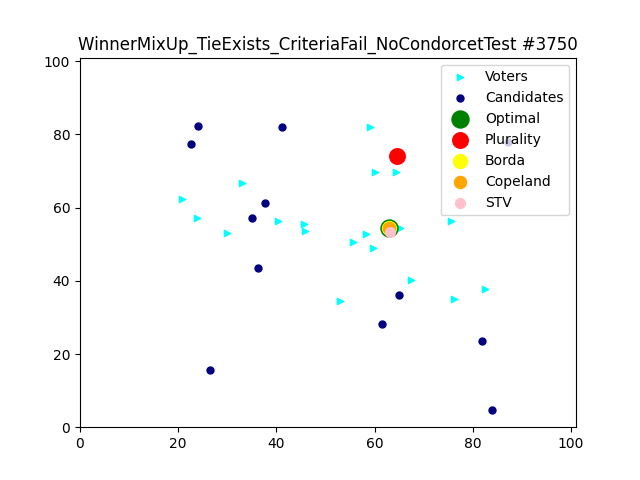 WinnerMixUp_TieExists_CriteriaFail_NoCondorcetTest #3750
100
80
60
40
20
0
0 20 40 60 80 100
Voters
Candidates
Optimal
Plurality
Borda
Copeland
STV